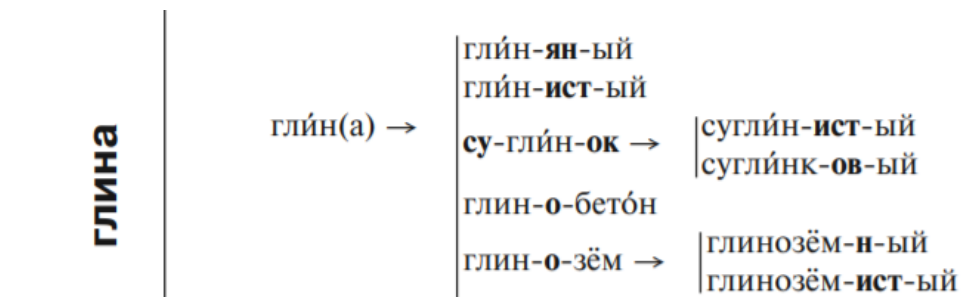 глина
гли́н(а) →
гли́н-ян-ый
гли́н-ист-ый
су-гли́н-ок →
сугли́н-ист-ый
сугли́нк-ов-ый
глин-о-бето́н
глин-о-зём →
глинозём-н-ый
глинозём-ист-ый